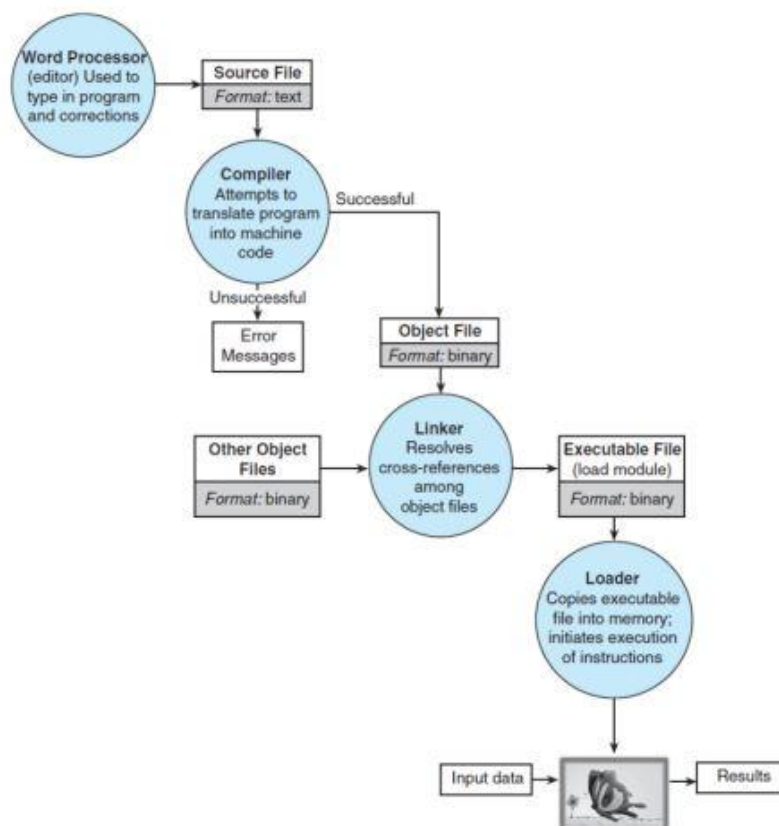 Word Processor
(editor) Used to
type in program
and corrections
Source File
Format: text
Compiler
Attempts to
translate program
into machine
code
Successful
Unsuccessful
Error
Messages
Object File
Format: binary
Other Object
Files
Format: binary
Linker
Resolves
cross-references
among
object files
Executable File
(load module)
Format: binary
Loader
Copies executable
file into memory;
initiates execution
of instructions
Input data
Results